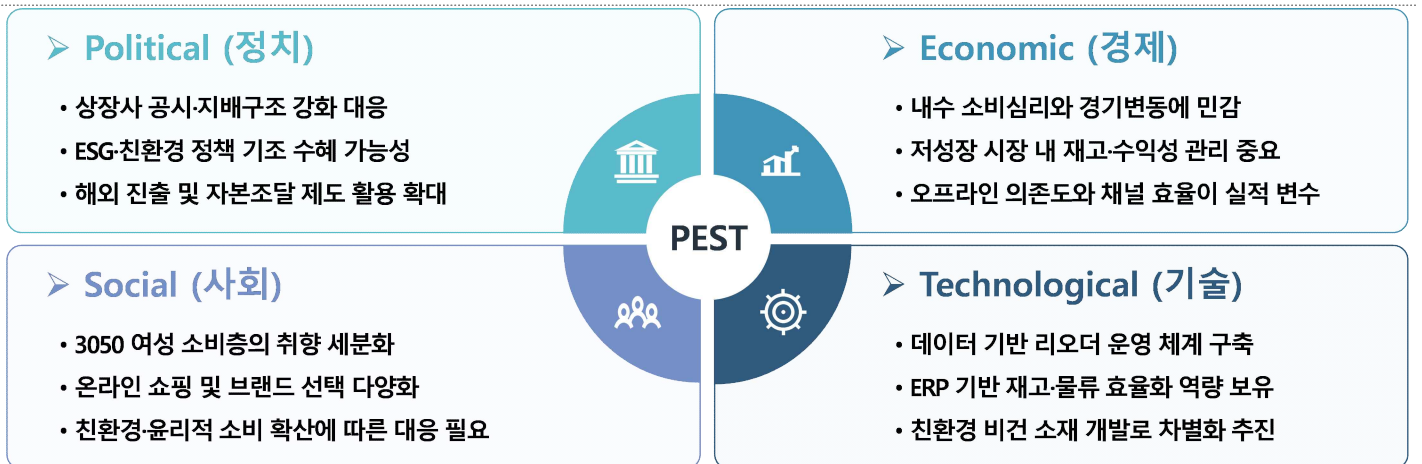 Political (정치)
• 상장사 공시·지배구조 강화 대응
• ESG·친환경 정책 기조 수혜 가능성
• 해외 진출 및 자본조달 제도 활용 확대
Economic (경제)
• 내수 소비심리와 경기변동에 민감
• 저성장 시장 내 재고·수익성 관리 중요
• 오프라인 의존도와 채널 효율이 실적 변수
PEST
Social (사회)
• 3050 여성 소비층의 취향 세분화
• 온라인 쇼핑 및 브랜드 선택 다양화
• 친환경·윤리적 소비 확산에 따른 대응 필요
Technological (기술)
• 데이터 기반 리오더 운영 체계 구축
• ERP 기반 재고·물류 효율화 역량 보유
• 친환경 비건 소재 개발로 차별화 추진